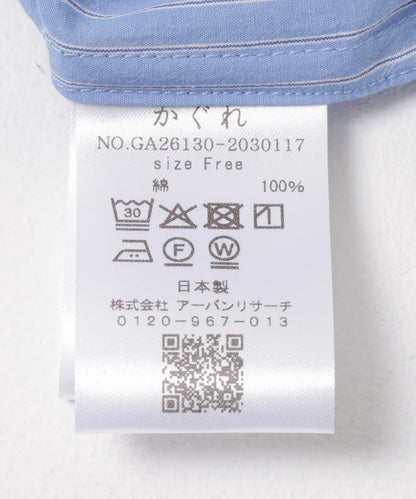 かぐれ
NO.GA26130-2030117
size Free
綿 100%
30
F W
日本製
株式会社 アーバンリサーチ
0120-967-013